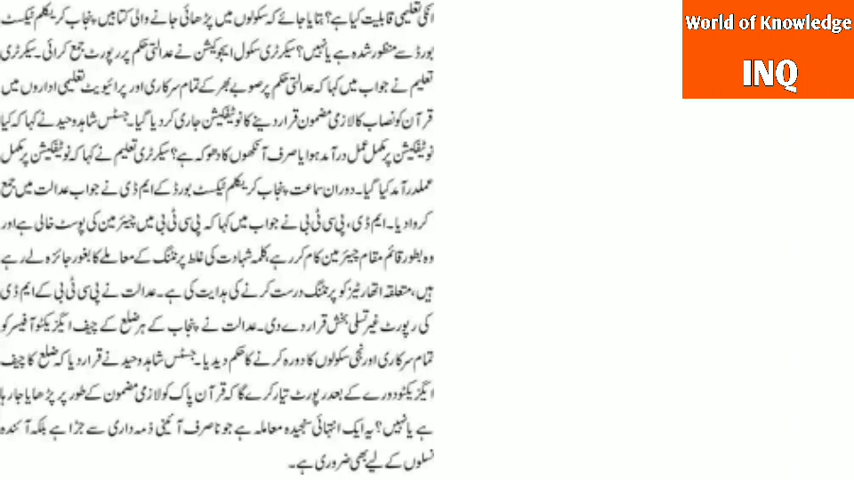 انکی تعلیمی قابلیت کیا ہے؟ بتایا جائے کہ سکولوں میں پڑھائی جانے والی کتابیں پنجاب کریکلم ٹیکسٹ
بورڈ سے منظور شدہ ہے یا نہیں؟ سیکرٹری سکول ایجوکیشن نے عدالتی حکم پر رپورٹ جمع کرائی۔ سیکرٹری
تعلیم نے جواب میں کہا کہ عدالتی حکم پر صوبے بھر کے تمام سرکاری اور پرائیویٹ تعلیمی اداروں میں
قرآن کو نصاب کا لازمی مضمون قرار دینے کا نوٹیفکیشن جاری کر دیا گیا۔ جسٹس شاہد وحید نے کہا کہ کیا
نوٹیفکیشن پر مکمل عمل درآمد ہوا یا صرف آنکھوں کا دھوکہ ہے؟ سیکرٹری تعلیم نے کہا کہ نوٹیفکیشن پر مکمل
عملدرآمد کیا گیا۔ دوران سماعت پنجاب کریکلم ٹیکسٹ بورڈ کے ایم ڈی نے جواب عدالت میں جمع
کروا دیا۔ ایم ڈی، پی سی ٹی بی نے جواب میں کہا کہ پی سی ٹی بی میں چیئرمین کی پوسٹ خالی ہے اور
وہ بطور قائم مقام چیئرمین کام کر رہے، کلمہ شہادت کی غلط پرنٹنگ کے معاملے کا بغور جائزہ لے رہے
ہیں، متعلقہ اتھارٹیز کو پرنٹنگ درست کرنے کی ہدایت کی ہے۔ عدالت نے پی سی ٹی بی کے ایم ڈی
کی رپورٹ غیر تسلی بخش قرار دے دی۔ عدالت نے پنجاب کے ہر ضلع کے چیف ایگزیکٹو آفیسر کو
تمام سرکاری اور نجی سکولوں کا دورہ کرنے کا حکم دیدیا۔ جسٹس شاہد وحید نے قرار دیا کہ ضلع کا چیف
ایگزیکٹو دورے کے بعد رپورٹ تیار کرے گا کہ قرآن پاک کو لازمی مضمون کے طور پر پڑھایا جا رہا
ہے یا نہیں؟ یہ ایک انتہائی سنجیدہ معاملہ ہے جو نا صرف آئینی ذمہ داری سے جڑا ہے بلکہ آئندہ
نسلوں کے لیے بھی ضروری ہے۔
World of Knowledge
INQ